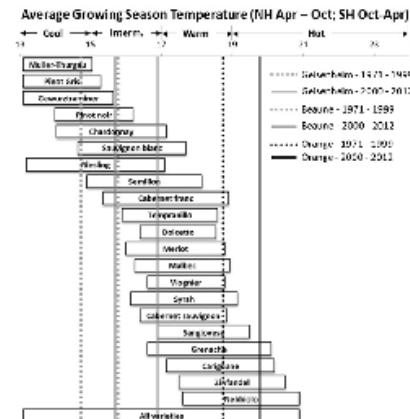 Average Growing Season Temperature (NH Apr – Oct; SH Oct-Apr)
Cool Interm. Warm Hot
13 15 17 19 21 23
Muller-Thurgau
Pinot Gris
Gewurztraminer
Pinot noir
Chardonnay
Sauvignon blanc
Riesling
Semillon
Cabernet franc
Tempranillo
Dolcetto
Merlot
Malbec
Viognier
Syrah
Cabernet Sauvignon
Sangiovese
Grenache
Carignane
Zinfandel
Nebbiolo
All varieties
Geisenheim - 1971 - 1999
Geisenheim - 2000 - 2012
Beaune - 1971 - 1999
Beaune - 2000 - 2012
Orange - 1971 - 1999
Orange - 2000 - 2012